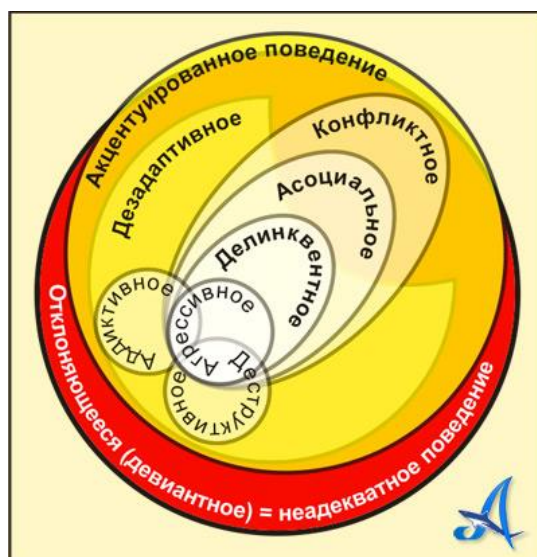 Акцентуированное поведение
Дезадаптивное
Конфликтное
Асоциальное
Делинквентное
Аддиктивное
Агрессивное
Деструктивное
Отклоняющееся (девиантное) = неадекватное поведение